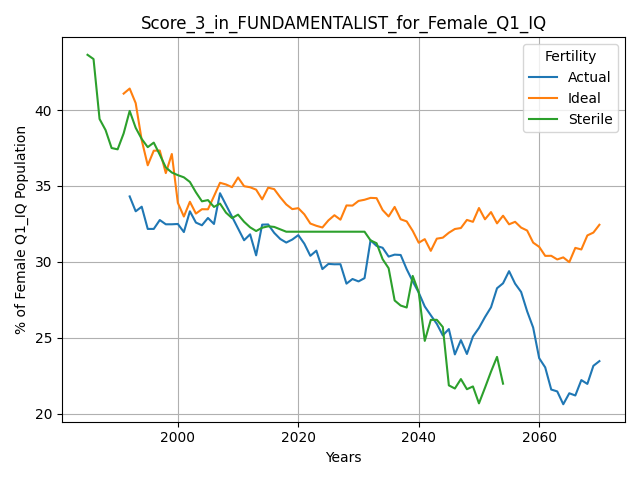 Score_3_in_FUNDAMENTALIST_for_Female_Q1_IQ
% of Female Q1_IQ Population
40
35
30
25
20
Fertility
Actual
Ideal
Sterile
2000
2020
2040
2060
Years